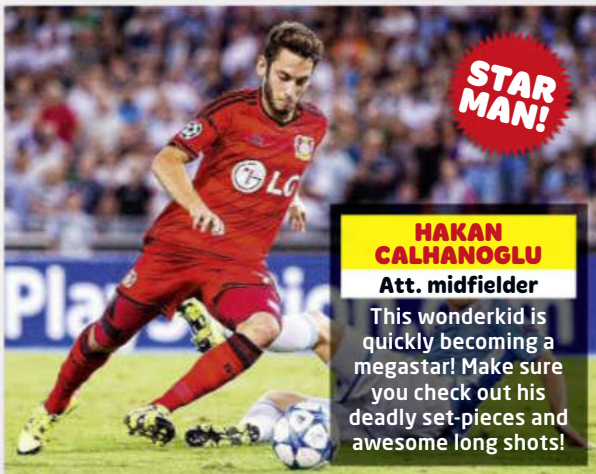 STAR
MAN!
LG
HAKAN
CALHANOGLU
Att. midfielder
This wonderkid is
quickly becoming a
megastar! Make sure
you check out his
deadly set-pieces and
awesome long shots!